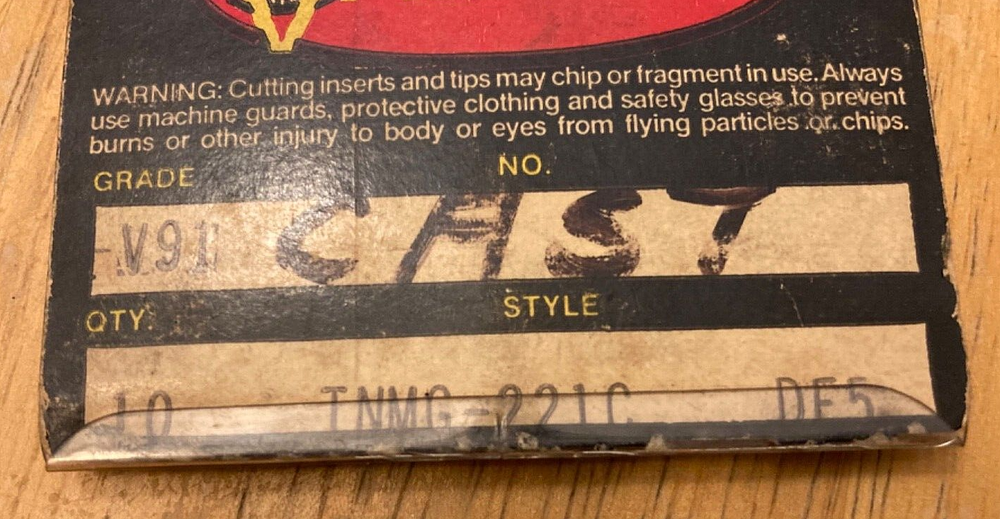 WARNING: Cutting inserts and tips may chip or fragment in use. Always
use machine guards, protective clothing and safety glasses to prevent
burns or other injury to body or eyes from flying particles or chips.
GRADE NO.
V91 CAST
QTY. STYLE
10 TNMG-221C DE5